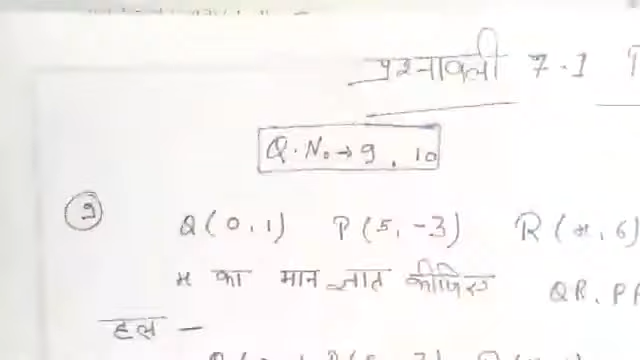 प्रश्नावली 7.1
Q. No → 9, 10
9 Q(0,1) P(5,-3) R(x,6)
x का मान ज्ञात कीजिए QR, PR
हल –